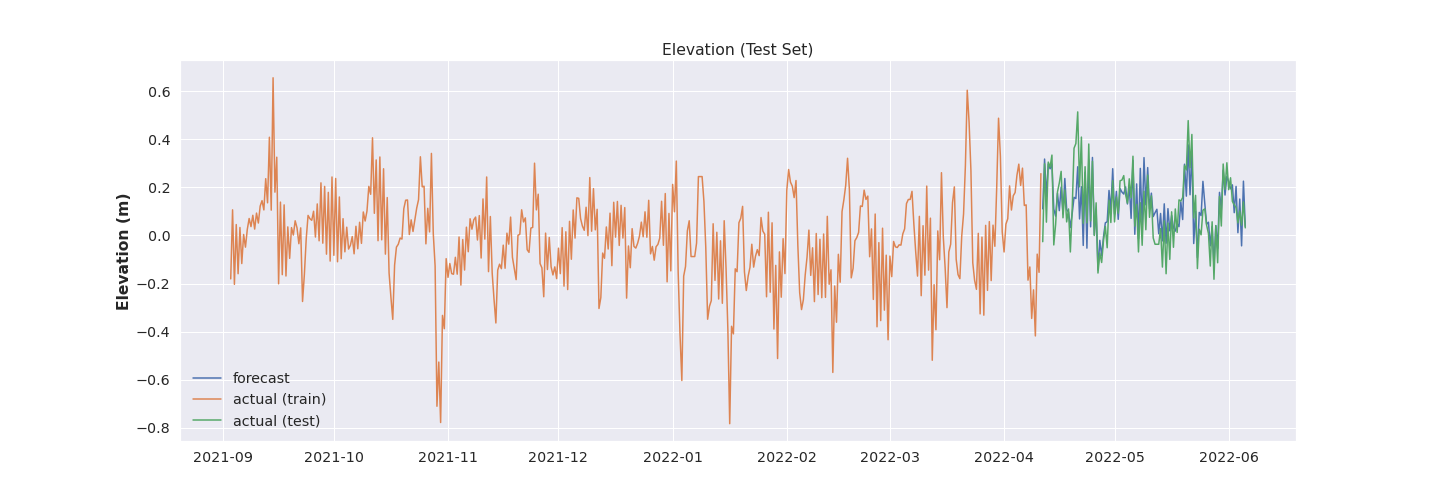 Elevation (Test Set)
Elevation (m)
0.6
0.4
0.2
0.0
−0.2
−0.4
−0.6
−0.8
forecast
actual (train)
actual (test)
2021-09 2021-10 2021-11 2021-12 2022-01 2022-02 2022-03 2022-04 2022-05 2022-06